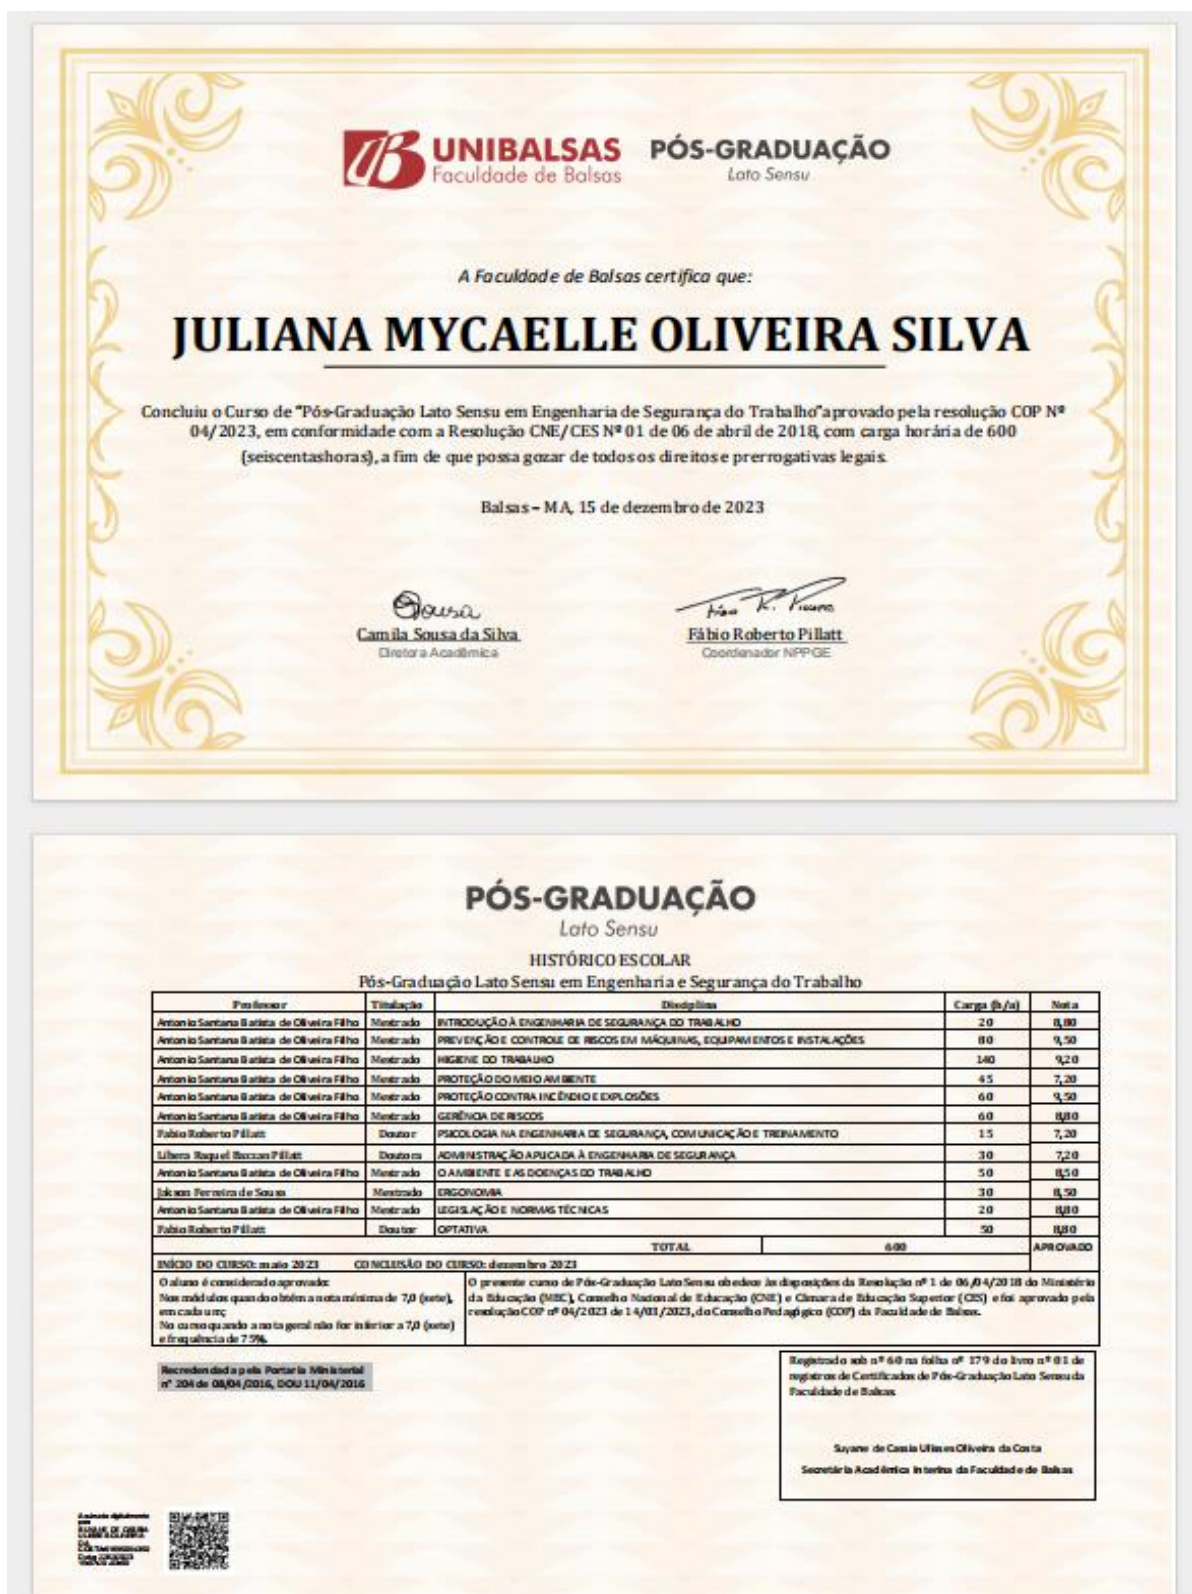 UNIBALSAS
Faculdade de Balsas
PÓS-GRADUAÇÃO
Lato Sensu
A Faculdade de Balsas certifica que:
JULIANA MYCAELLE OLIVEIRA SILVA
Concluiu o Curso de "Pós-Graduação Lato Sensu em Engenharia de Segurança do Trabalho"aprovado pela resolução COP Nº
04/2023, em conformidade com a Resolução CNE/CES Nº 01 de 06 de abril de 2018, com carga horária de 600
(seiscentashoras), a fim de que possa gozar de todos os direitos e prerrogativas legais.
Balsas – MA, 15 de dezembro de 2023
Camila Sousa da Silva
Diretora Acadêmica
Fábio Roberto Pillatt
Coordenador NPPGE
PÓS-GRADUAÇÃO
Lato Sensu
HISTÓRICO ESCOLAR
Pós-Graduação Lato Sensu em Engenharia e Segurança do Trabalho
Professor Titulação Disciplina Carga (h/a) Nota
Antonio Santana Batista de Oliveira Filho Mestrado INTRODUÇÃO À ENGENHARIA DE SEGURANÇA DO TRABALHO 20 8,80
Antonio Santana Batista de Oliveira Filho Mestrado PREVENÇÃO E CONTROLE DE RISCOS EM MÁQUINAS, EQUIPAMENTOS E INSTALAÇÕES 80 9,50
Antonio Santana Batista de Oliveira Filho Mestrado HIGIENE DO TRABALHO 140 9,20
Antonio Santana Batista de Oliveira Filho Mestrado PROTEÇÃO DO MEIO AMBIENTE 45 7,20
Antonio Santana Batista de Oliveira Filho Mestrado PROTEÇÃO CONTRA INCÊNDIO E EXPLOSÕES 60 9,50
Antonio Santana Batista de Oliveira Filho Mestrado GERÊNCIA DE RISCOS 60 8,80
Fabio Roberto Pillatt Doutor PSICOLOGIA NA ENGENHARIA DE SEGURANÇA, COMUNICAÇÃO E TREINAMENTO 15 7,20
Libera Raquel Bazzan Pillatt Doutora ADMINISTRAÇÃO APLICADA À ENGENHARIA DE SEGURANÇA 30 7,20
Antonio Santana Batista de Oliveira Filho Mestrado O AMBIENTE E AS DOENÇAS DO TRABALHO 50 8,50
Jakson Ferreira de Sousa Mestrado ERGONOMIA 30 8,50
Antonio Santana Batista de Oliveira Filho Mestrado LEGISLAÇÃO E NORMAS TÉCNICAS 20 8,80
Fabio Roberto Pillatt Doutor OPTATIVA 50 8,80
TOTAL 600 APROVADO
INÍCIO DO CURSO: maio 2023 CONCLUSÃO DO CURSO: dezembro 2023
O aluno é considerado aprovado:
Nos módulos quando obtém a nota mínima de 7,0 (sete),
em cada um;
No curso quando a nota geral não for inferior a 7,0 (sete)
e frequência de 75%.
O presente curso de Pós-Graduação Lato Sensu obedece às disposições da Resolução nº 1 de 06/04/2018 do Ministério
da Educação (MEC), Conselho Nacional de Educação (CNE) e Câmara de Educação Superior (CES) e foi aprovado pela
resolução COP nº 04/2023 de 14/03/2023, do Conselho Pedagógico (COP) da Faculdade de Balsas.
Recredendada pela Portaria Ministerial
nº 204 de 08/04/2016, DOU 11/04/2016
Registrado sob nº 60 na folha nº 179 do livro nº 01 de
registros de Certificados de Pós-Graduação Lato Sensu da
Faculdade de Balsas.
Suyane de Cassia Ulisses Oliveira da Costa
Secretária Acadêmica Interina da Faculdade de Balsas
Assinado digitalmente
por